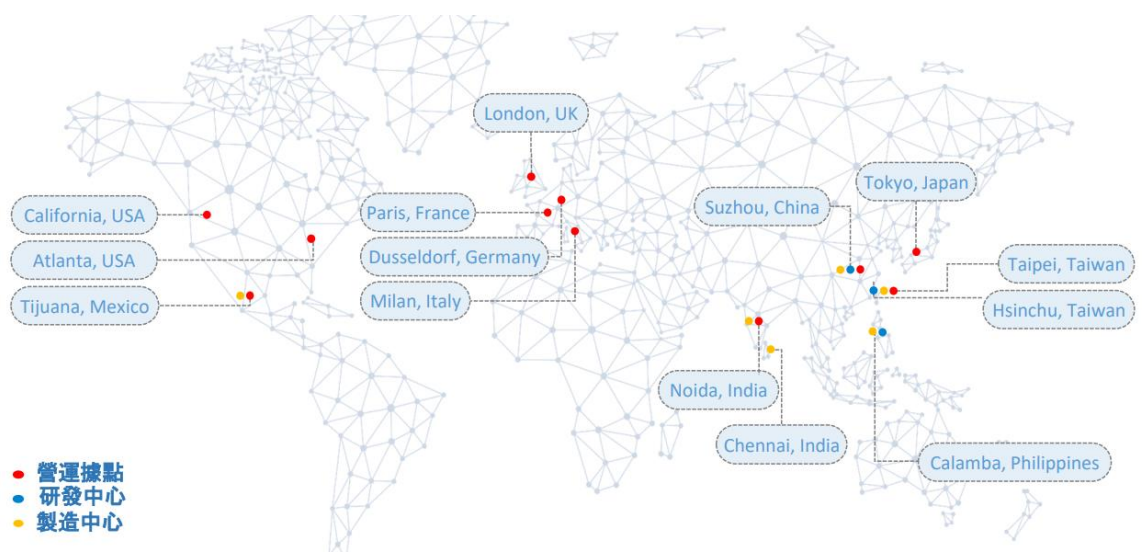 London, UK
Tokyo, Japan
California, USA
Paris, France
Suzhou, China
Atlanta, USA
Dusseldorf, Germany
Taipei, Taiwan
Tijuana, Mexico
Milan, Italy
Hsinchu, Taiwan
Noida, India
Chennai, India
Calamba, Philippines
營運據點
研發中心
製造中心